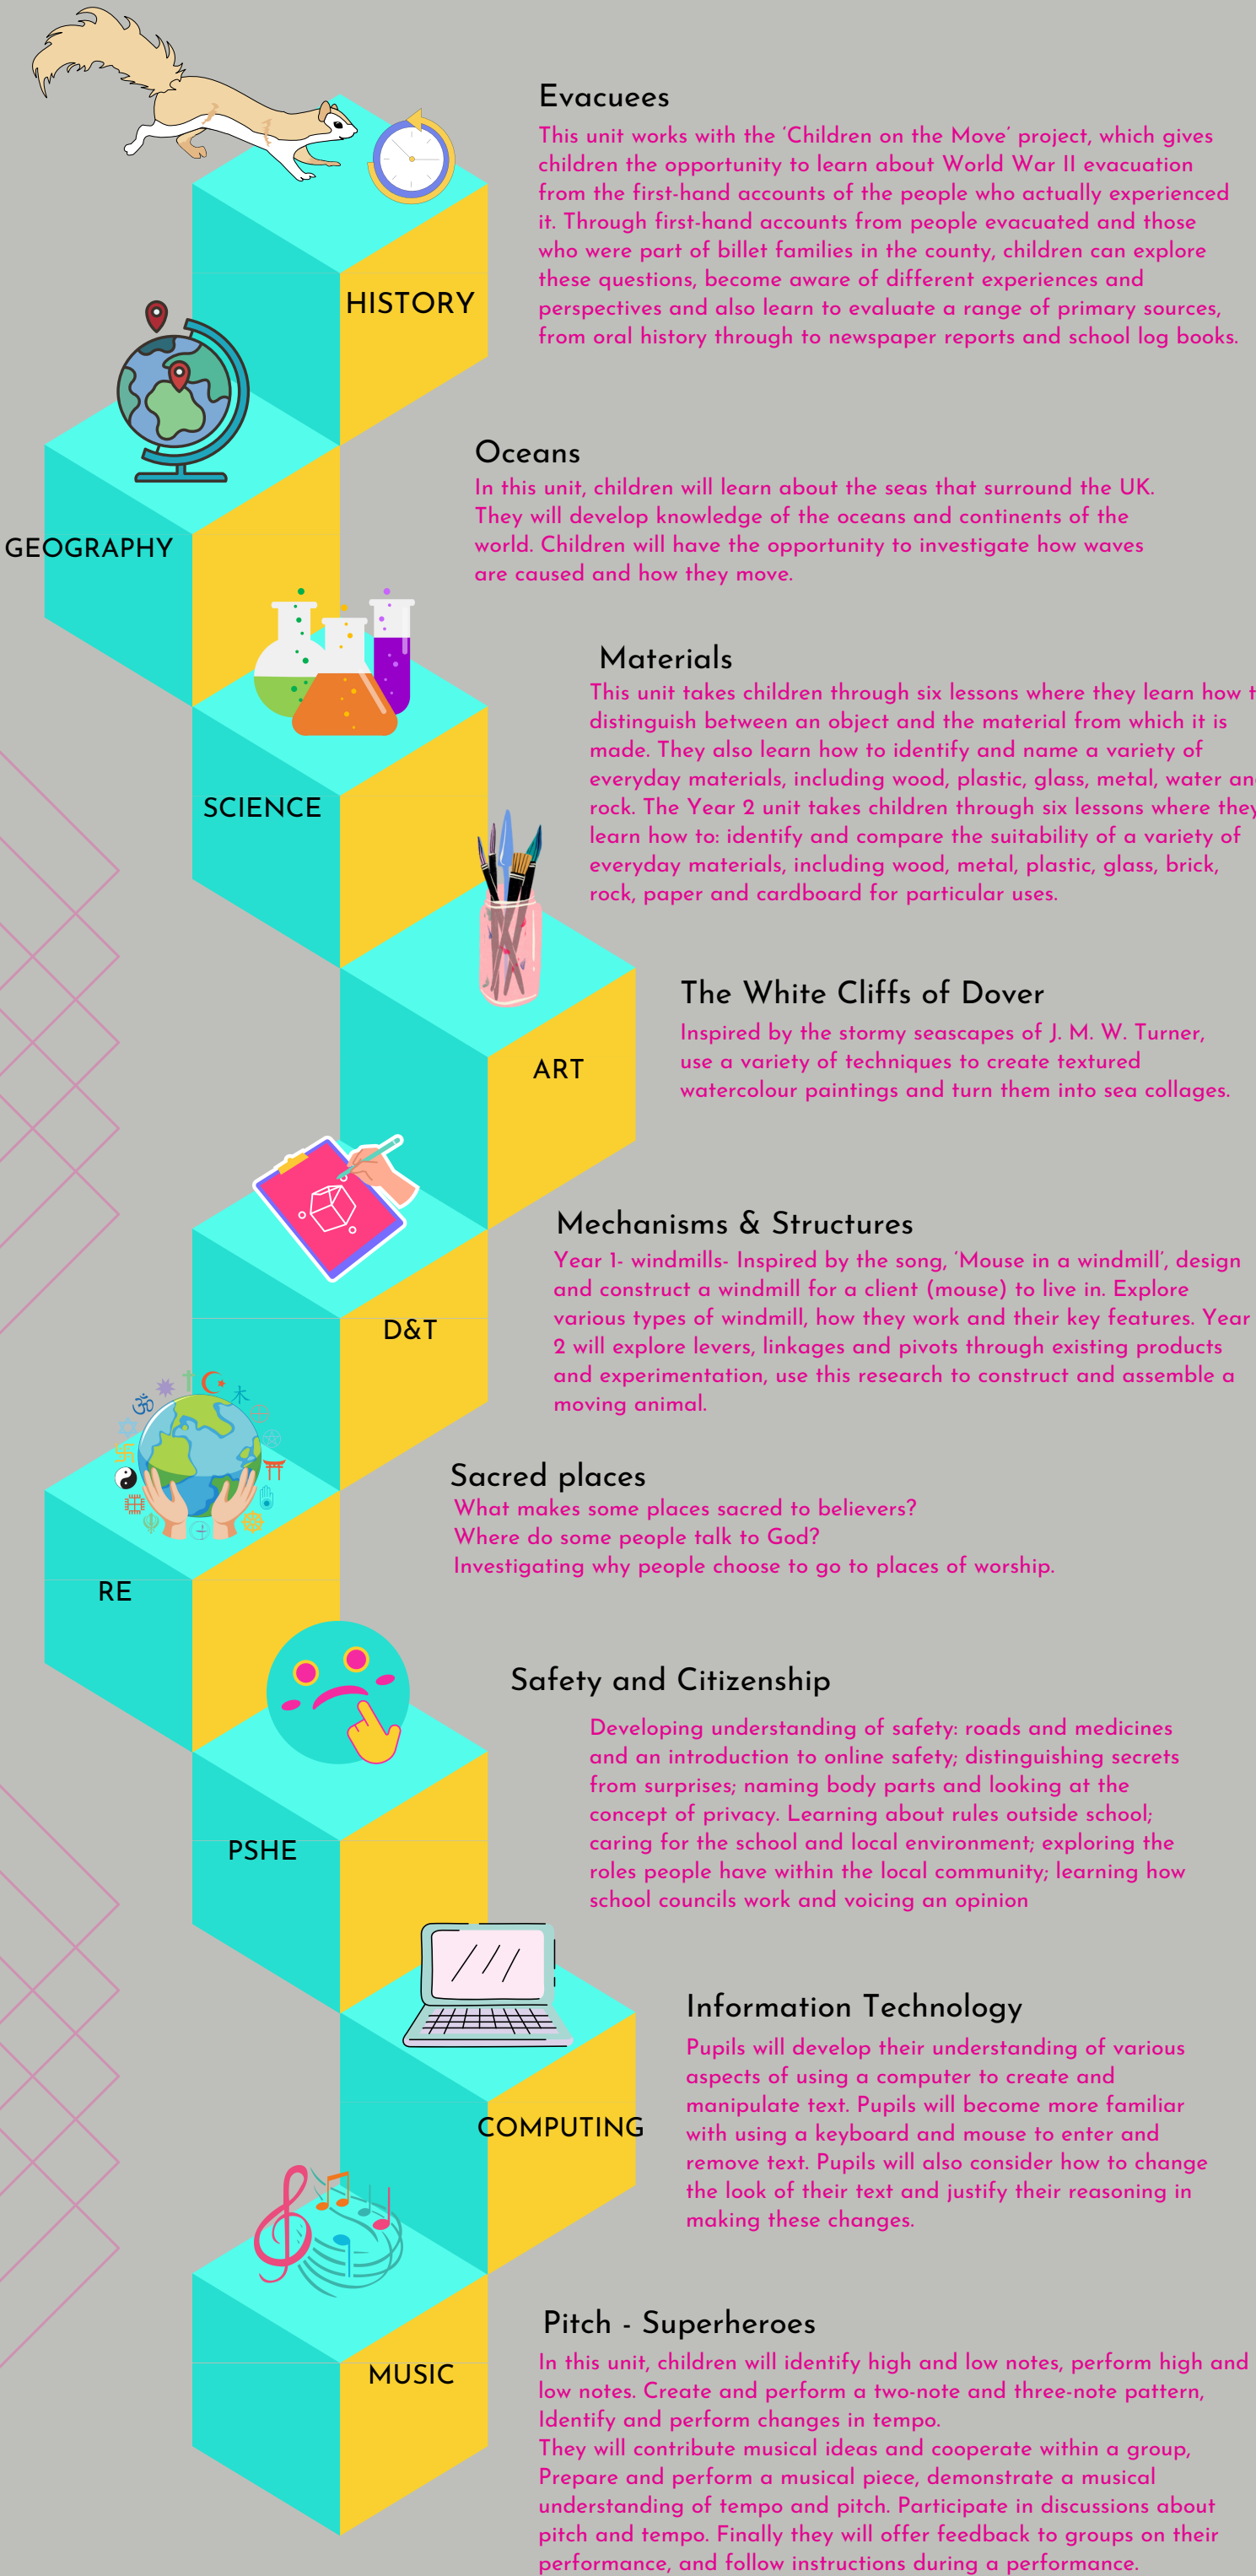 Evacuees
This unit works with the 'Children on the Move' project, which gives
children the opportunity to learn about World War II evacuation
from the first-hand accounts of the people who actually experienced
it. Through first-hand accounts from people evacuated and those
who were part of billet families in the county, children can explore
these questions, become aware of different experiences and
perspectives and also learn to evaluate a range of primary sources,
from oral history through to newspaper reports and school log books.
HISTORY
Oceans
In this unit, children will learn about the seas that surround the UK.
They will develop knowledge of the oceans and continents of the
world. Children will have the opportunity to investigate how waves
are caused and how they move.
GEOGRAPHY
Materials
This unit takes children through six lessons where they learn how t
distinguish between an object and the material from which it is
made. They also learn how to identify and name a variety of
everyday materials, including wood, plastic, glass, metal, water an
rock. The Year 2 unit takes children through six lessons where they
learn how to: identify and compare the suitability of a variety of
everyday materials, including wood, metal, plastic, glass, brick,
rock, paper and cardboard for particular uses.
SCIENCE
The White Cliffs of Dover
Inspired by the stormy seascapes of J. M. W. Turner,
use a variety of techniques to create textured
watercolour paintings and turn them into sea collages.
ART
Mechanisms & Structures
Year 1- windmills- Inspired by the song, 'Mouse in a windmill', design
and construct a windmill for a client (mouse) to live in. Explore
various types of windmill, how they work and their key features. Year
2 will explore levers, linkages and pivots through existing products
and experimentation, use this research to construct and assemble a
moving animal.
D&T
Sacred places
What makes some places sacred to believers?
Where do some people talk to God?
Investigating why people choose to go to places of worship.
RE
Safety and Citizenship
Developing understanding of safety: roads and medicines
and an introduction to online safety; distinguishing secrets
from surprises; naming body parts and looking at the
concept of privacy. Learning about rules outside school;
caring for the school and local environment; exploring the
roles people have within the local community; learning how
school councils work and voicing an opinion
PSHE
Information Technology
Pupils will develop their understanding of various
aspects of using a computer to create and
manipulate text. Pupils will become more familiar
with using a keyboard and mouse to enter and
remove text. Pupils will also consider how to change
the look of their text and justify their reasoning in
making these changes.
COMPUTING
Pitch - Superheroes
In this unit, children will identify high and low notes, perform high and
low notes. Create and perform a two-note and three-note pattern,
Identify and perform changes in tempo.
They will contribute musical ideas and cooperate within a group,
Prepare and perform a musical piece, demonstrate a musical
understanding of tempo and pitch. Participate in discussions about
pitch and tempo. Finally they will offer feedback to groups on their
performance, and follow instructions during a performance.
MUSIC